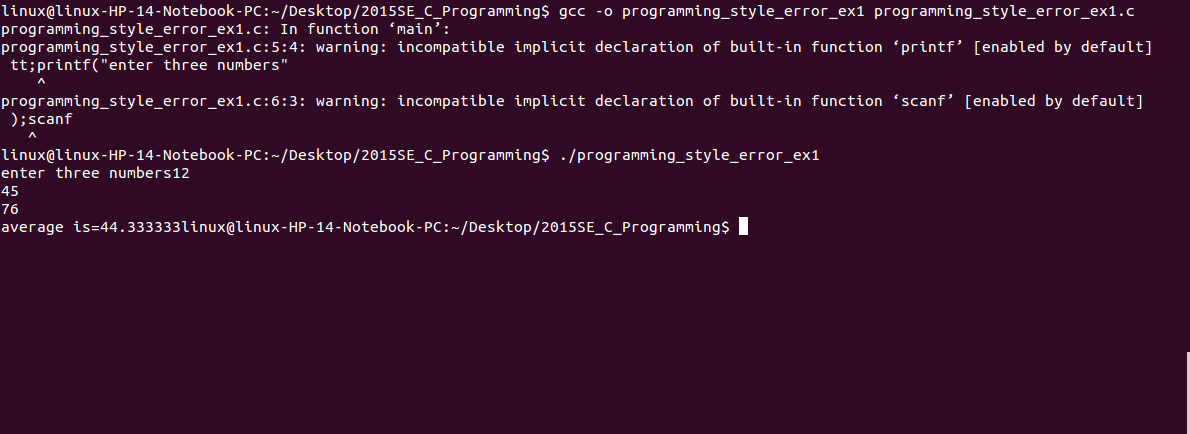 linux@linux-HP-14-Notebook-PC:~/Desktop/2015SE_C_Programming$ gcc -o programming_style_error_ex1 programming_style_error_ex1.c
programming_style_error_ex1.c: In function ‘main’:
programming_style_error_ex1.c:5:4: warning: incompatible implicit declaration of built-in function ‘printf’ [enabled by default]
 tt;printf("enter three numbers"
    ^
programming_style_error_ex1.c:6:3: warning: incompatible implicit declaration of built-in function ‘scanf’ [enabled by default]
 );scanf
   ^
linux@linux-HP-14-Notebook-PC:~/Desktop/2015SE_C_Programming$ ./programming_style_error_ex1
enter three numbers12
45
76
average is=44.333333linux@linux-HP-14-Notebook-PC:~/Desktop/2015SE_C_Programming$